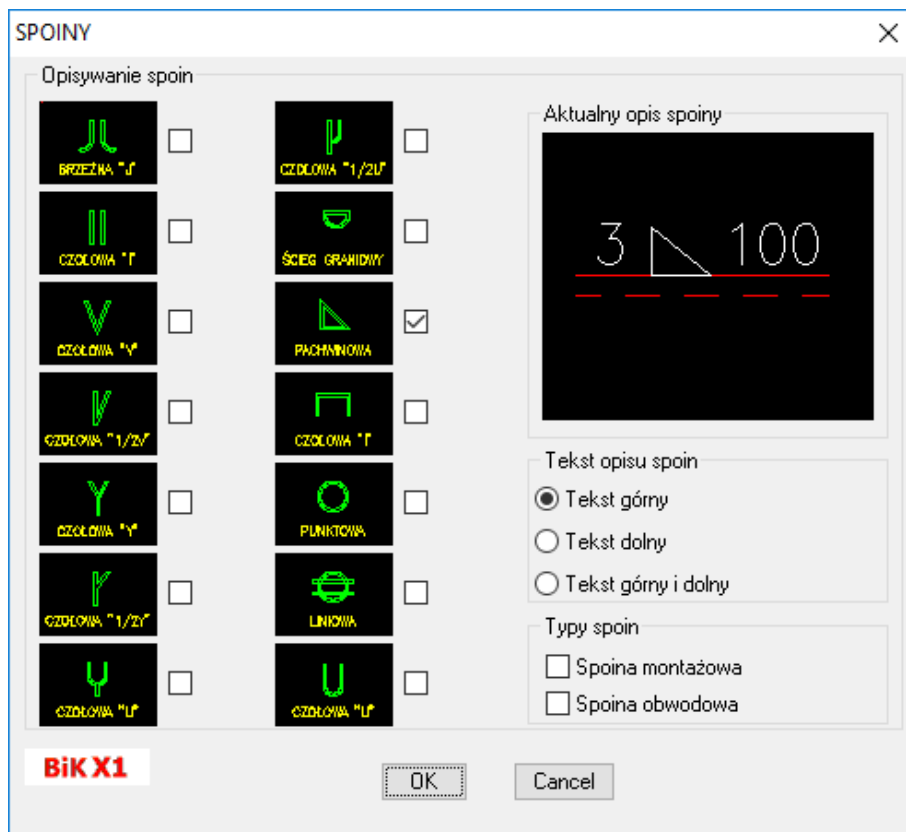 SPOINY
Opisywanie spoin
BRZEŻNA "J"
CZOŁOWA "I"
CZOŁOWA "V"
CZOŁOWA "1/2V"
CZOŁOWA "Y"
CZOŁOWA "1/2Y"
CZOŁOWA "U"
CZOŁOWA "1/2U"
ŚCIEG GRANIOWY
PACHWINOWA
CZOŁOWA "I"
PUNKTOWA
LINIOWA
CZOŁOWA "U"
Aktualny opis spoiny
3 100
Tekst opisu spoin
Tekst górny
Tekst dolny
Tekst górny i dolny
Typy spoin
Spoina montażowa
Spoina obwodowa
BiK X1
OK
Cancel